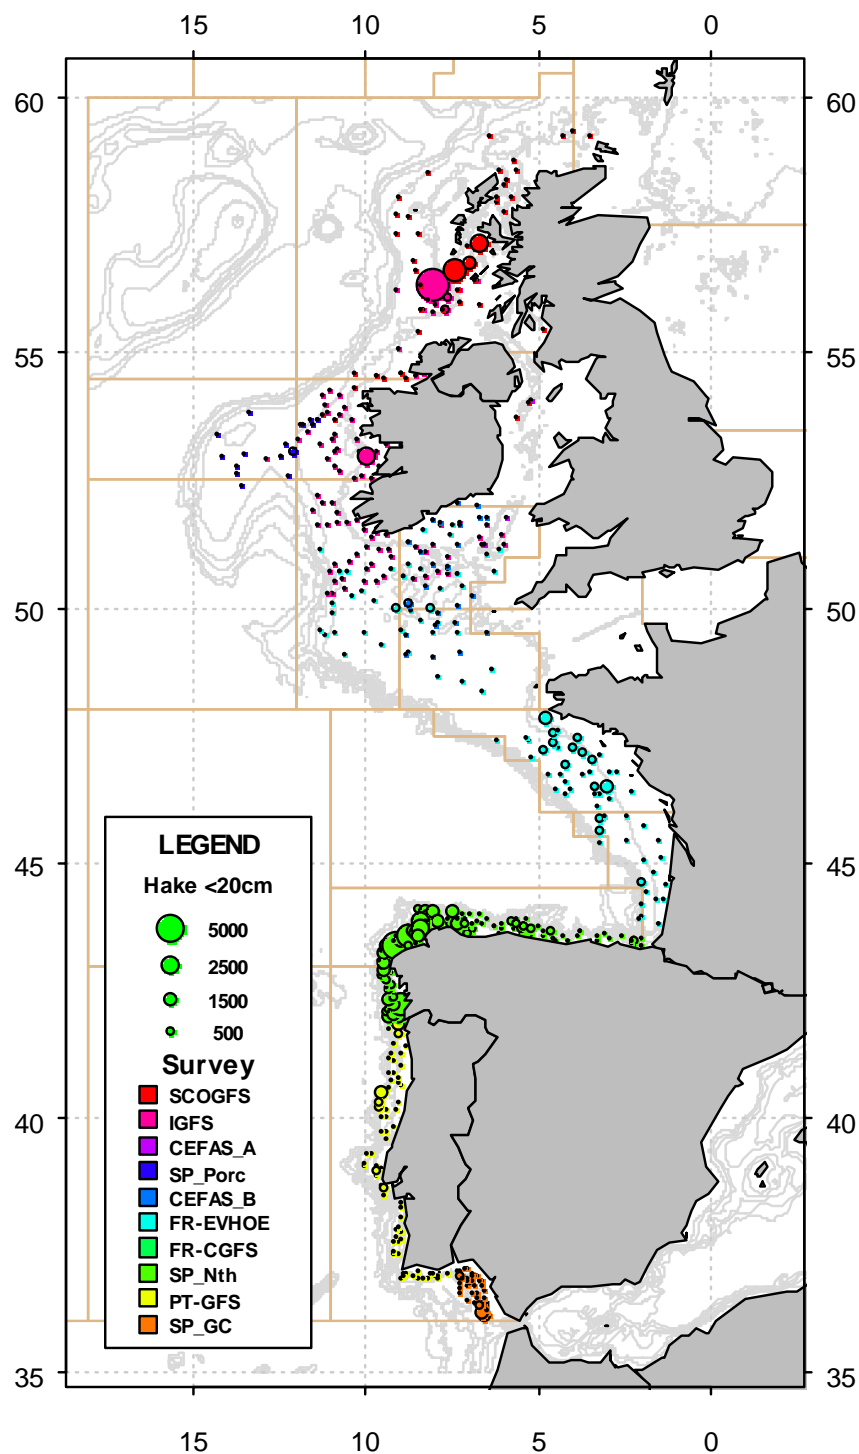 15 10 5 0
60 60
55 55
50 50
45 45
40 40
35 35
LEGEND
Hake <20cm
5000
2500
1500
500
Survey
SCOGFS
IGFS
CEFAS_A
SP_Porc
CEFAS_B
FR-EVHOE
FR-CGFS
SP_Nth
PT-GFS
SP_GC
15 10 5 0